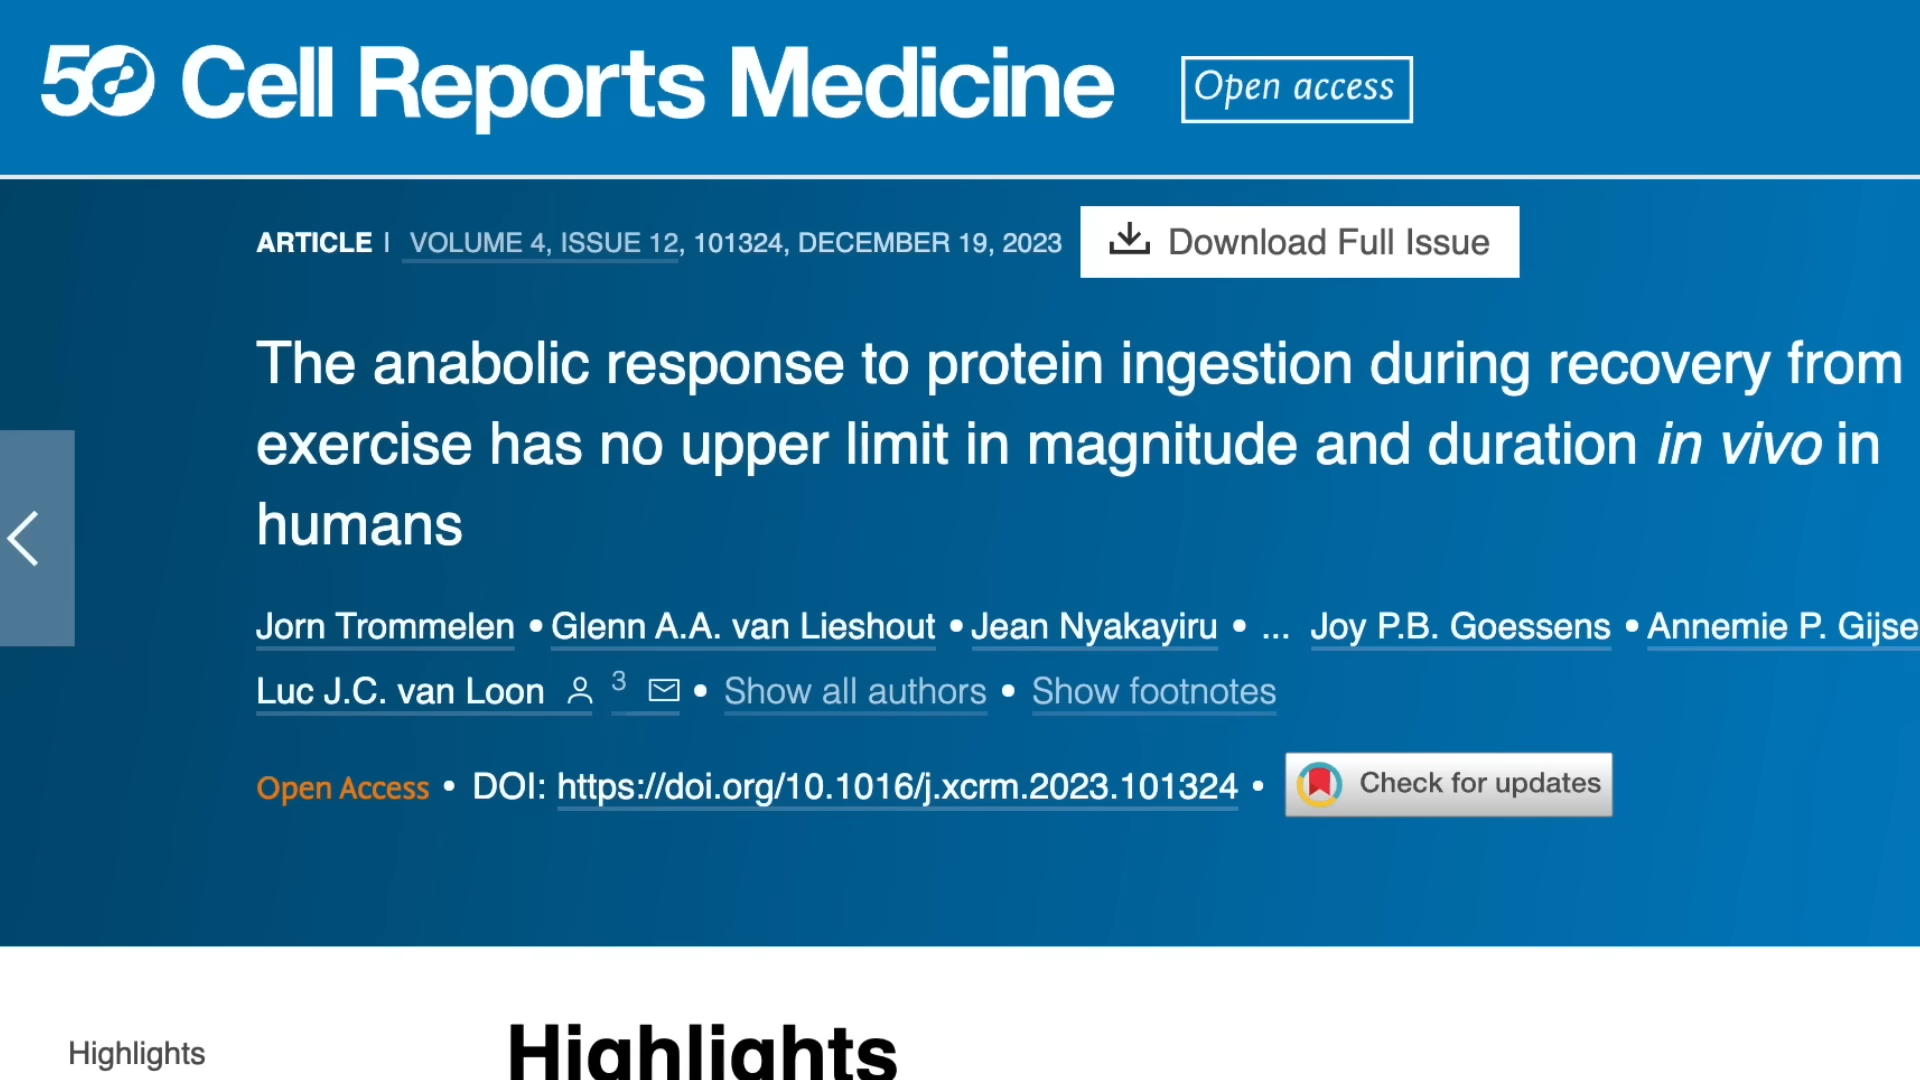 50 Cell Reports Medicine
Open access
ARTICLE | VOLUME 4, ISSUE 12, 101324, DECEMBER 19, 2023
Download Full Issue
The anabolic response to protein ingestion during recovery from
exercise has no upper limit in magnitude and duration in vivo in
humans
Jorn Trommelen • Glenn A.A. van Lieshout • Jean Nyakayiru • ... Joy P.B. Goessens • Annemie P. Gijse
Luc J.C. van Loon 3 • Show all authors • Show footnotes
Open Access • DOI: https://doi.org/10.1016/j.xcrm.2023.101324 •
Check for updates
Highlights
Highlights